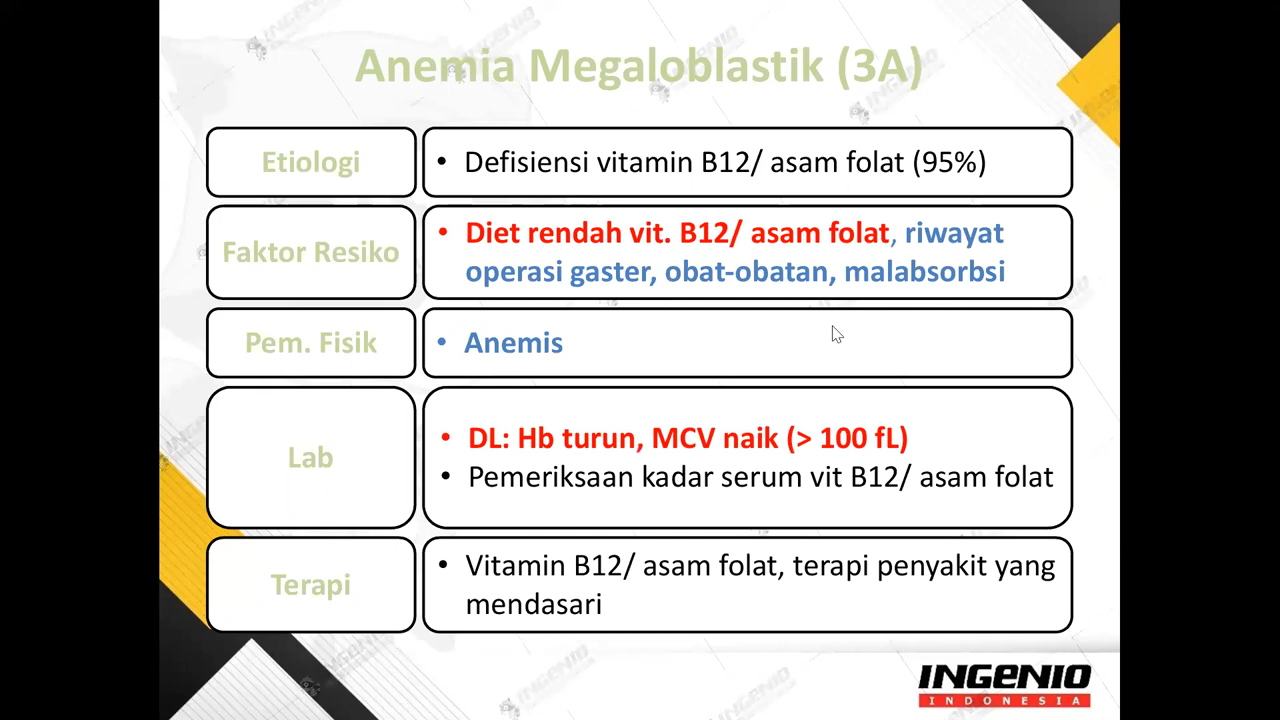 Anemia Megaloblastik (3A)
Etiologi
• Defisiensi vitamin B12/ asam folat (95%)
Faktor Resiko
• Diet rendah vit. B12/ asam folat, riwayat
operasi gaster, obat-obatan, malabsorbsi
Pem. Fisik
• Anemis
Lab
• DL: Hb turun, MCV naik (> 100 fL)
• Pemeriksaan kadar serum vit B12/ asam folat
Terapi
• Vitamin B12/ asam folat, terapi penyakit yang
mendasari
INGENIO
INDONESIA